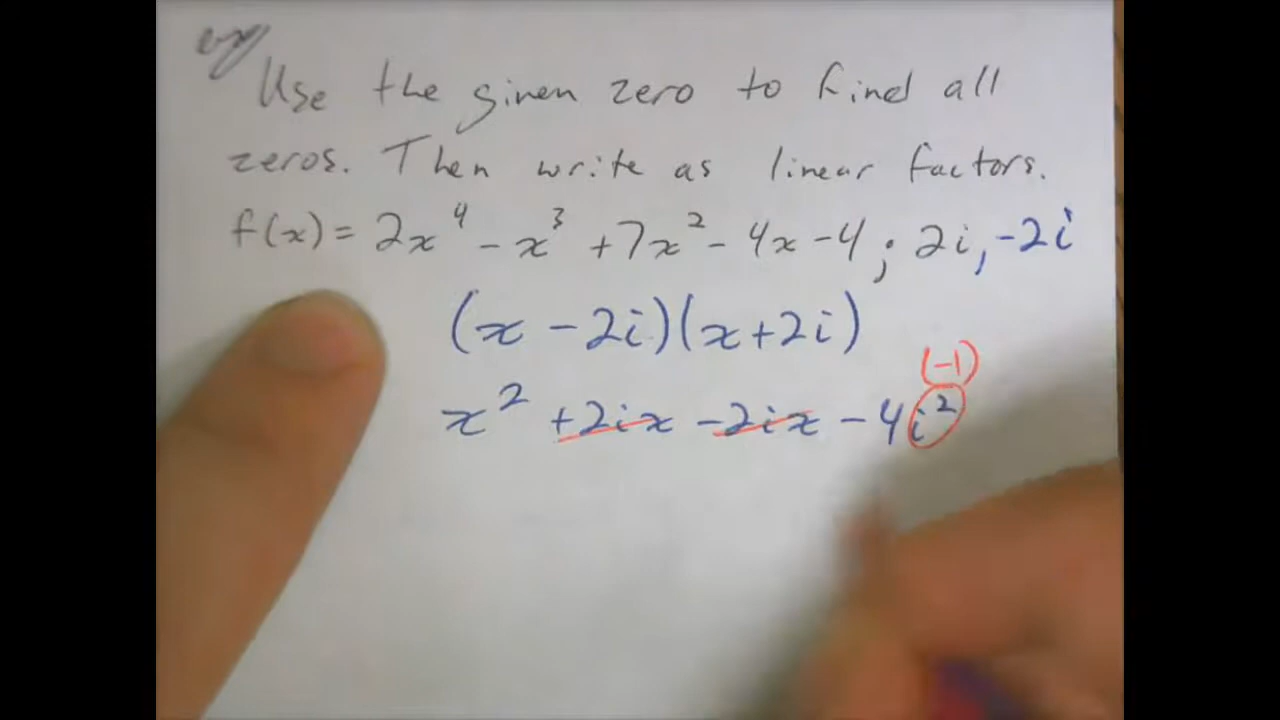 ex)
Use the given zero to find all
zeros. Then write as linear factors.
f(x) = 2x⁴ - x³ + 7x² - 4x - 4 ; 2i, -2i
(x - 2i)(x + 2i)
(-1)
x² + 2ix - 2ix - 4i²